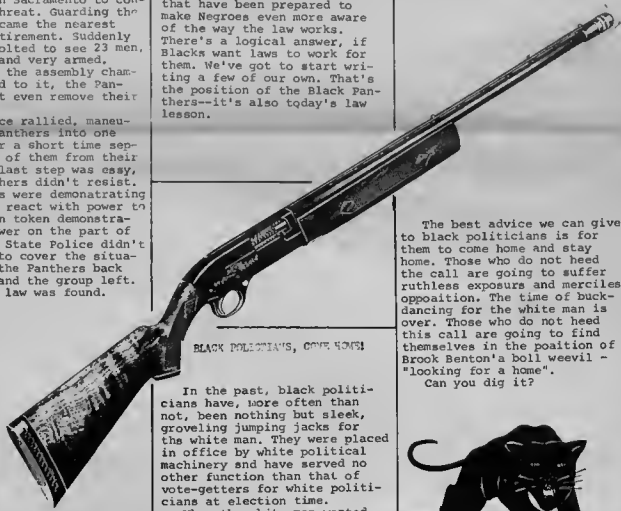 n Sacramento to con-
hreat. Guarding the
came the nearest
tirement. Suddenly
olted to see 23 men,
and very armed.
the assembly cham-
d to it, the Pan-
t even remove their
ce rallied, maneu-
anthers into one
r a short time sep-
of them from their
last step was easy,
hers didn't resist.
s were demonatrating
react with power to
n token demonstra-
wer on the part of
State Police didn't
to cover the situa-
the Panthers back
and the group left.
law was found.
that have been prepared to
make Negroes even more aware
of the way the law works.
There's a logical answer, if
Blacks want laws to work for
them. We've got to start wri-
ting a few of our own. That's
the position of the Black Pan-
thers--it's also today's law
lesson.
BLACK POLITIANS, COME HOME!
In the past, black politi-
cians have, more often than
not, been nothing but sleek,
groveling jumping jacks for
ths white man. They were placed
in office by white political
machinery snd have served no
other function than that of
vote-getters for white politi-
cians at election time.
The best advice we can give
to black politicians is for
them to come home and stay
home. Those who do not heed
the call are going to suffer
ruthless exposurs and merciles
oppoaition. The time of buck-
dancing for the white man is
over. Those who do not heed
this call are going to find
themselves in the poaition of
Brook Benton'a boll weevil -
"looking for a home".
Can you dig it?